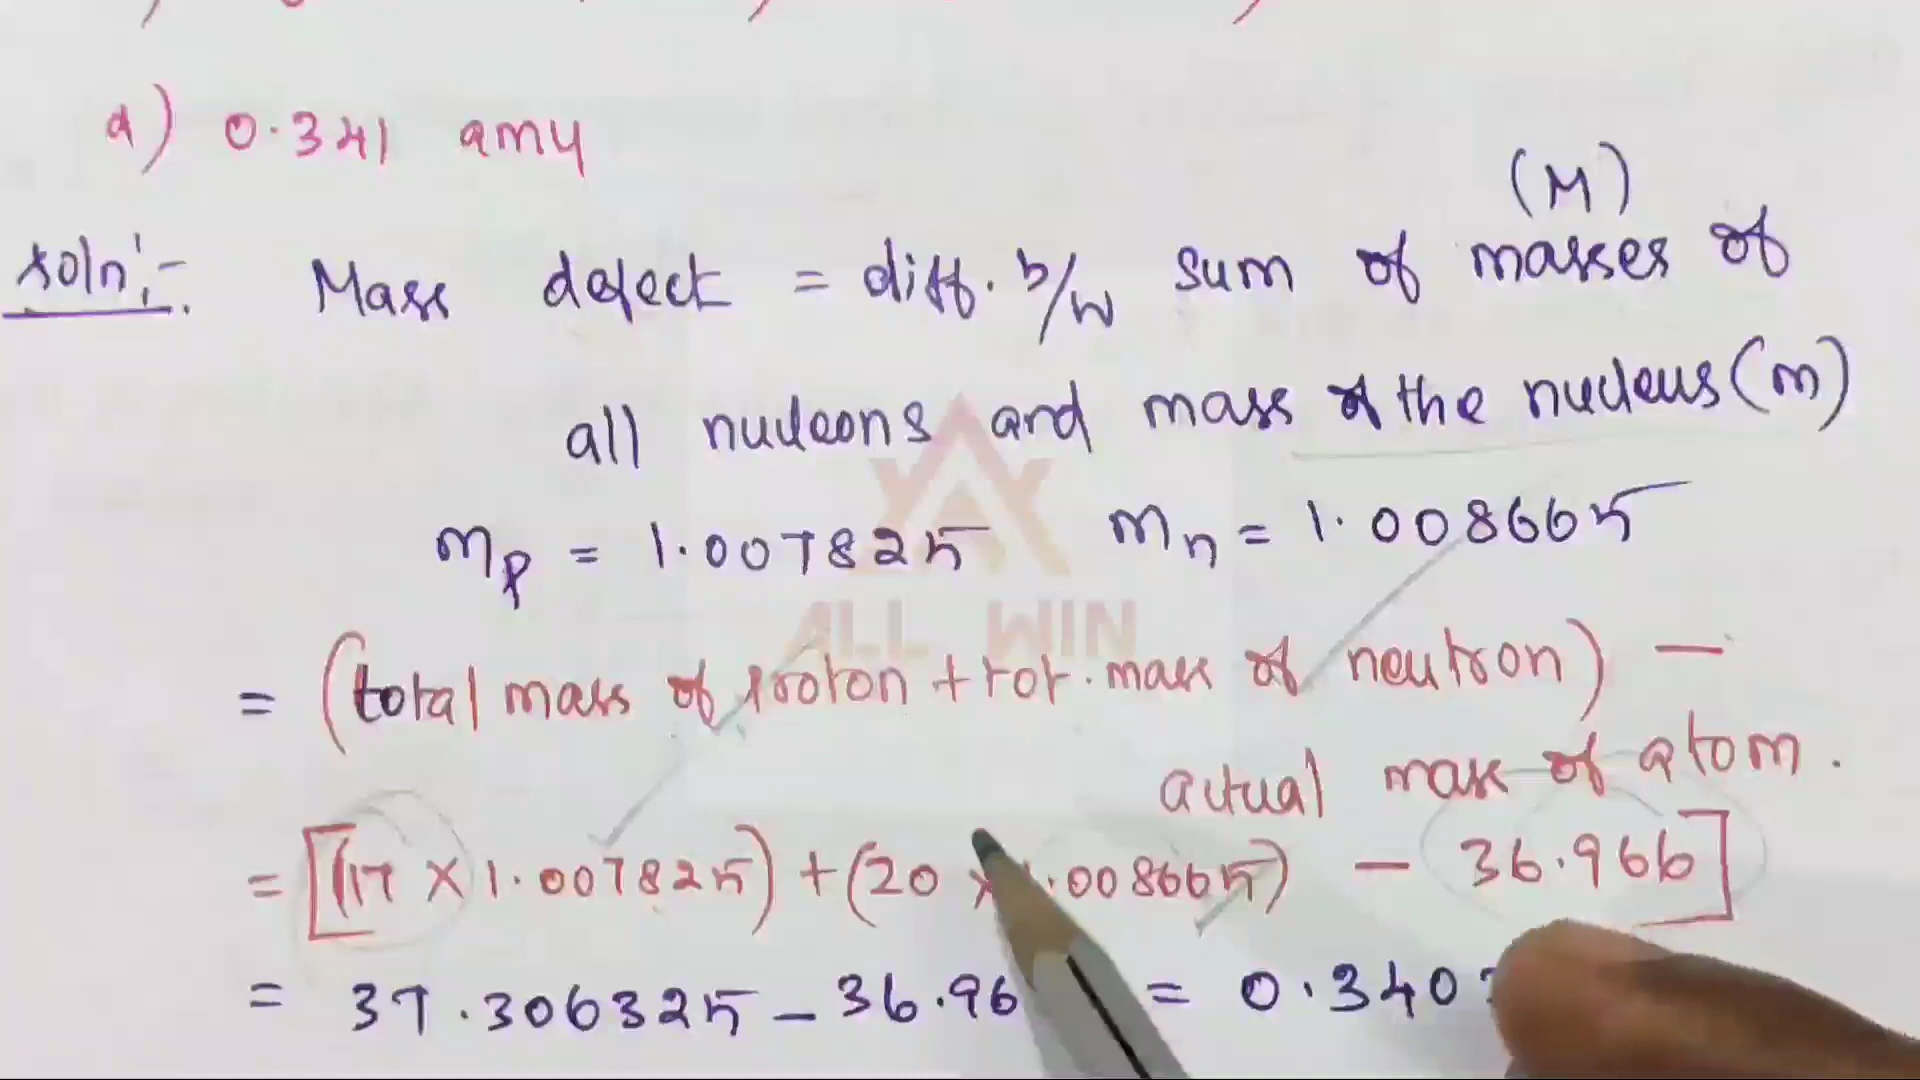 d) 0.341 amu
(M)
soln:- Mass defect = diff. b/w sum of masses of
all nucleons and mass of the nucleus (m)
mp = 1.007825 mn = 1.008665
ALL WIN
= (total mass of proton + tot. mass of neutron) -
actual mass of atom.
= [(17 × 1.007825) + (20 × 1.008665) - 36.966]
= 37.306325 - 36.96 = 0.340